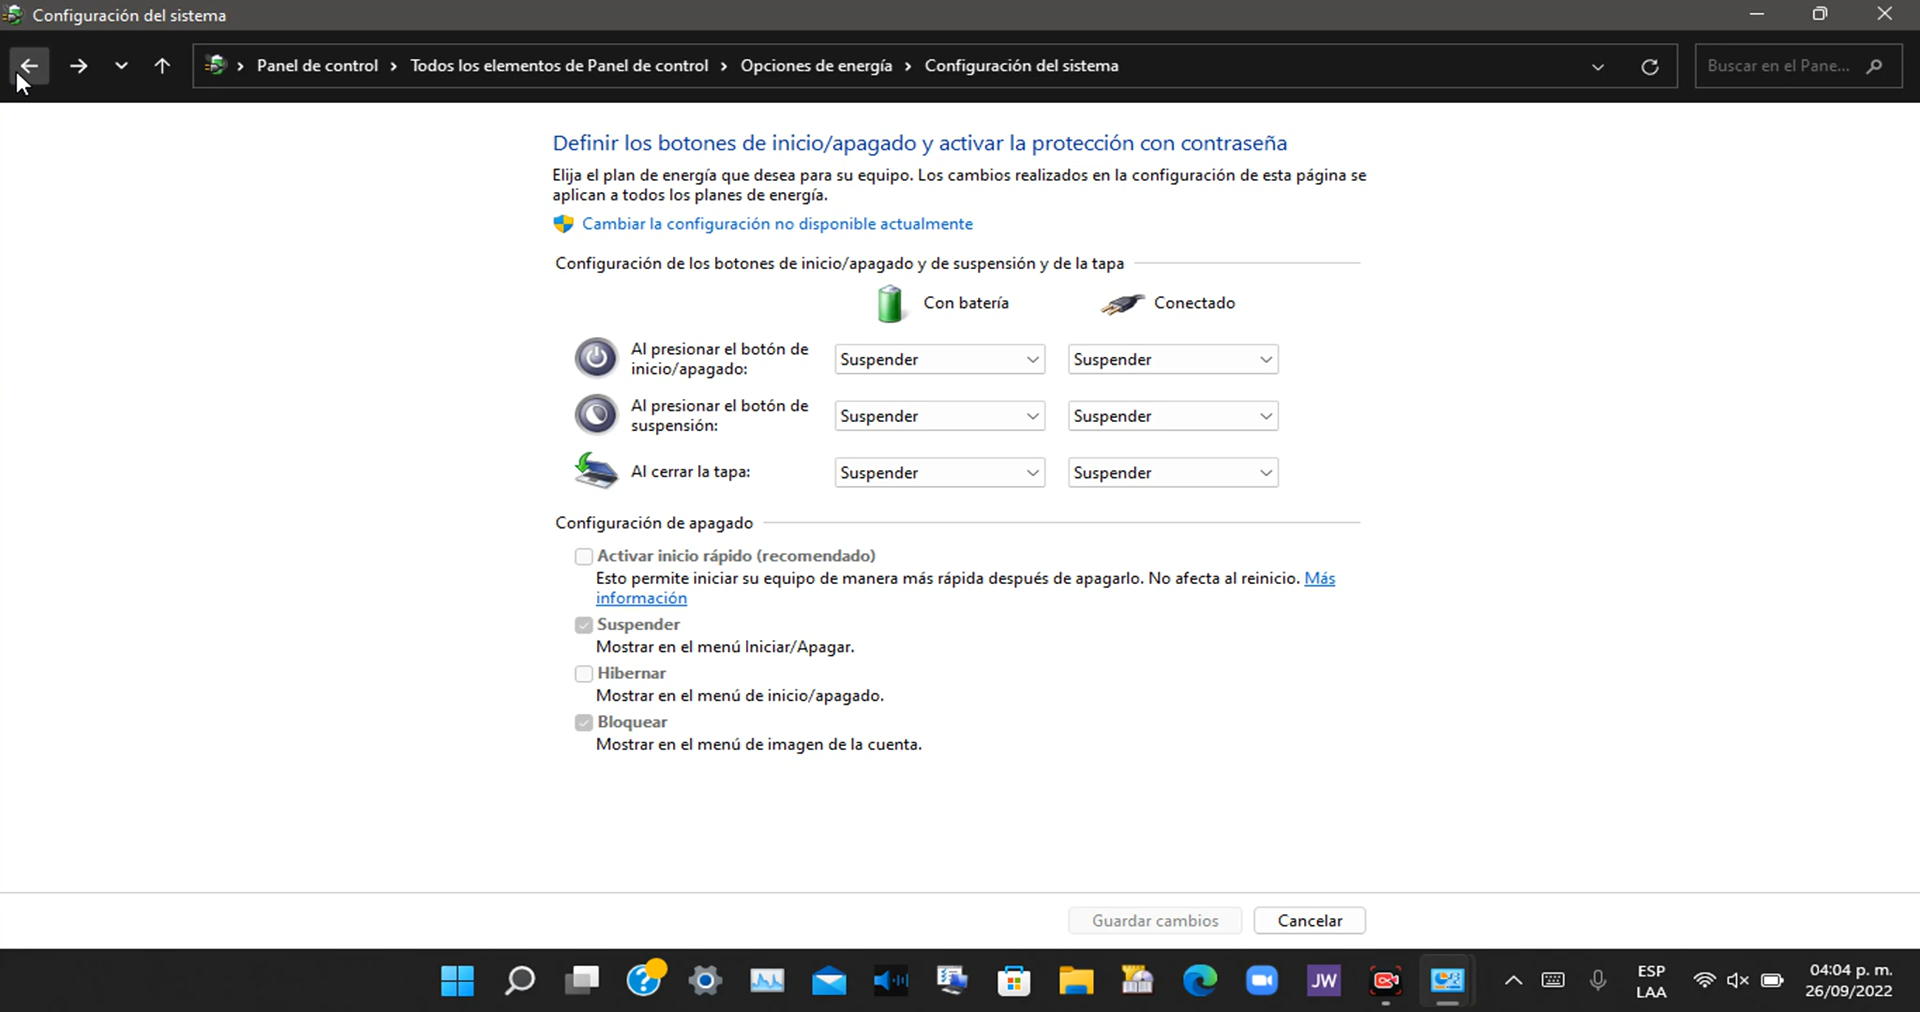 Configuración del sistema
Panel de control › Todos los elementos de Panel de control › Opciones de energía › Configuración del sistema
Buscar en el Pane...
Definir los botones de inicio/apagado y activar la protección con contraseña
Elija el plan de energía que desea para su equipo. Los cambios realizados en la configuración de esta página se
aplican a todos los planes de energía.
Cambiar la configuración no disponible actualmente
Configuración de los botones de inicio/apagado y de suspensión y de la tapa
Con batería Conectado
Al presionar el botón de
inicio/apagado:
Suspender Suspender
Al presionar el botón de
suspensión:
Suspender Suspender
Al cerrar la tapa: Suspender Suspender
Configuración de apagado
Activar inicio rápido (recomendado)
Esto permite iniciar su equipo de manera más rápida después de apagarlo. No afecta al reinicio. Más
información
Suspender
Mostrar en el menú Iniciar/Apagar.
Hibernar
Mostrar en el menú de inicio/apagado.
Bloquear
Mostrar en el menú de imagen de la cuenta.
Guardar cambios Cancelar
JW
ESP
LAA
04:04 p. m.
26/09/2022